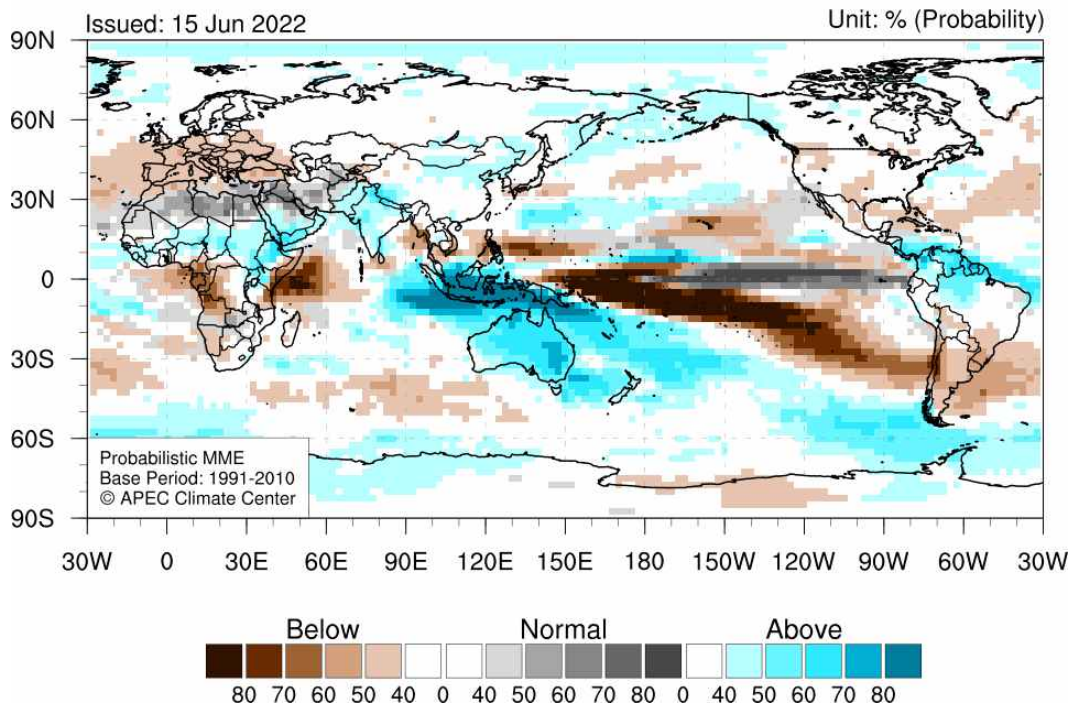 Issued: 15 Jun 2022 Unit: % (Probability)
90N
60N
30N
0
30S
60S
90S
Probabilistic MME
Base Period: 1991-2010
© APEC Climate Center
30W 0 30E 60E 90E 120E 150E 180 150W 120W 90W 60W 30W
Below Normal Above
80 70 60 50 40 0 40 50 60 70 80 0 40 50 60 70 80